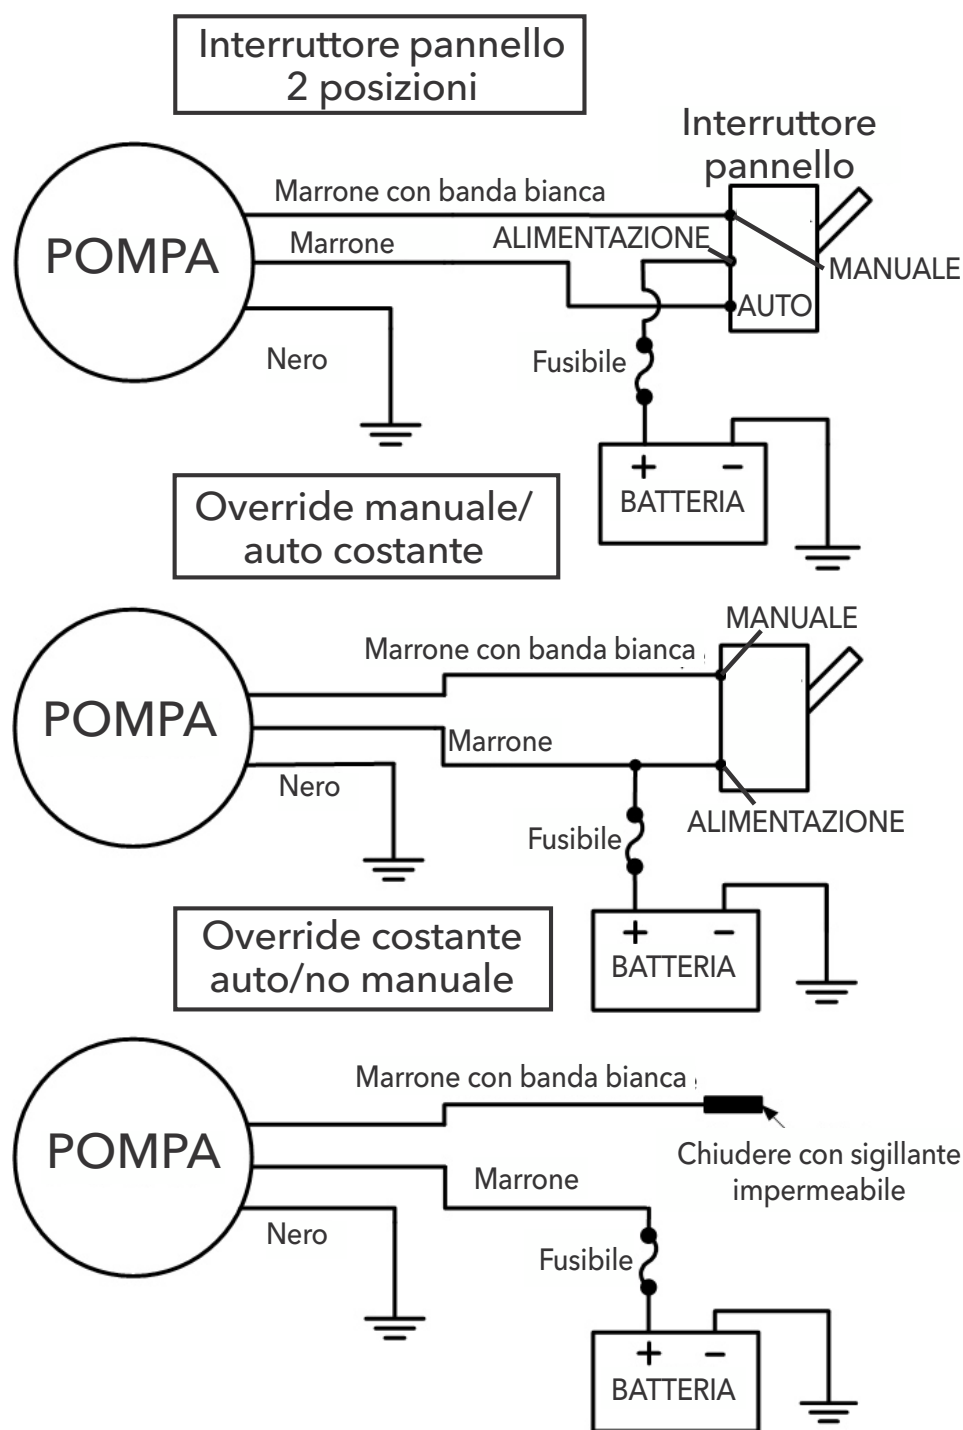 Interruttore pannello
2 posizioni
Interruttore
pannello
Marrone con banda bianca
POMPA
Marrone
ALIMENTAZIONE
MANUALE
AUTO
Nero
Fusibile
+ −
BATTERIA
Override manuale/
auto costante
MANUALE
Marrone con banda bianca
POMPA
Marrone
Nero
ALIMENTAZIONE
Fusibile
+ −
BATTERIA
Override costante
auto/no manuale
Marrone con banda bianca
POMPA
Chiudere con sigillante
impermeabile
Marrone
Nero
Fusibile
+ −
BATTERIA